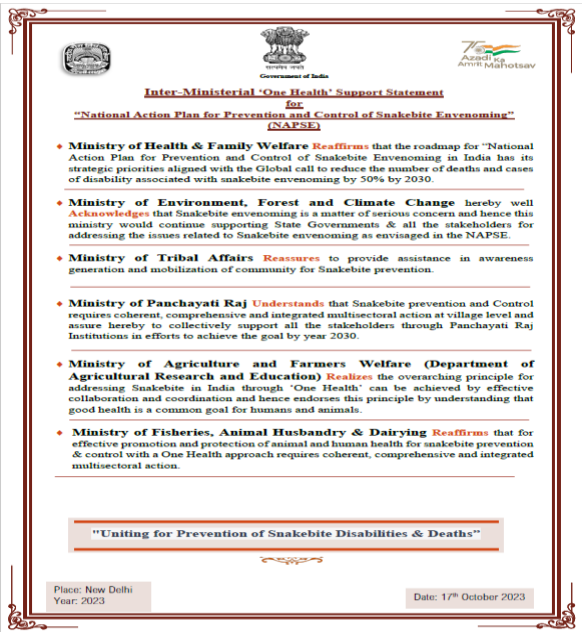 सत्यमेव जयते
Government of India
75
Azadi Ka
Amrit Mahotsav
Inter-Ministerial 'One Health' Support Statement
for
"National Action Plan for Prevention and Control of Snakebite Envenoming"
(NAPSE)
Ministry of Health & Family Welfare Reaffirms that the roadmap for "National
Action Plan for Prevention and Control of Snakebite Envenoming in India has its
strategic priorities aligned with the Global call to reduce the number of deaths and cases
of disability associated with snakebite envenoming by 50% by 2030.
Ministry of Environment, Forest and Climate Change hereby well
Acknowledges that Snakebite envenoming is a matter of serious concern and hence this
ministry would continue supporting State Governments & all the stakeholders for
addressing the issues related to Snakebite envenoming as envisaged in the NAPSE.
Ministry of Tribal Affairs Reassures to provide assistance in awareness
generation and mobilization of community for Snakebite prevention.
Ministry of Panchayati Raj Understands that Snakebite prevention and Control
requires coherent, comprehensive and integrated multisectoral action at village level and
assure hereby to collectively support all the stakeholders through Panchayati Raj
Institutions in efforts to achieve the goal by year 2030.
Ministry of Agriculture and Farmers Welfare (Department of
Agricultural Research and Education) Realizes the overarching principle for
addressing Snakebite in India through 'One Health' can be achieved by effective
collaboration and coordination and hence endorses this principle by understanding that
good health is a common goal for humans and animals.
Ministry of Fisheries, Animal Husbandry & Dairying Reaffirms that for
effective promotion and protection of animal and human health for snakebite prevention
& control with a One Health approach requires coherent, comprehensive and integrated
multisectoral action.
"Uniting for Prevention of Snakebite Disabilities & Deaths"
Place: New Delhi
Year: 2023
Date: 17th October 2023